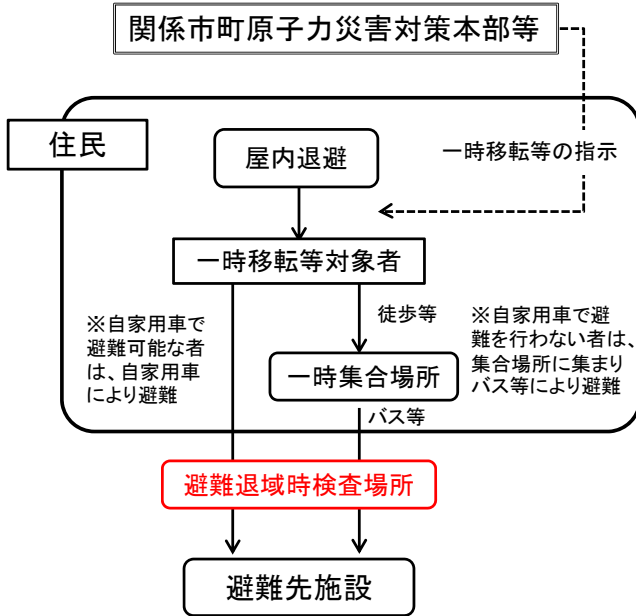 関係市町原子力災害対策本部等
住民
屋内退避
一時移転等の指示
一時移転等対象者
※自家用車で
避難可能な者
は、自家用車
により避難
徒歩等
※自家用車で避
難を行わない者は、
集合場所に集まり
バス等により避難
一時集合場所
バス等
避難退域時検査場所
避難先施設